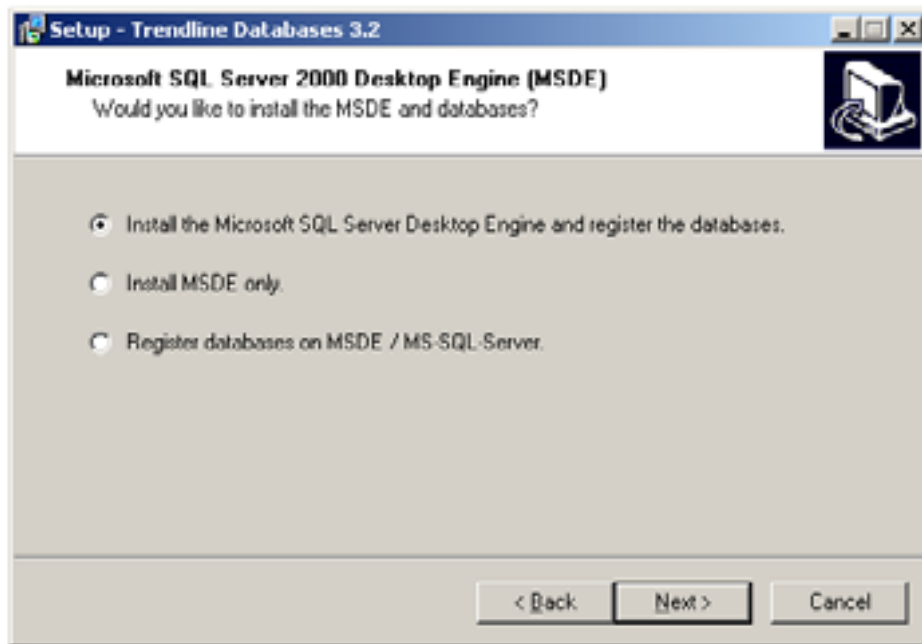 Setup - Trendline Databases 3.2
Microsoft SQL Server 2000 Desktop Engine (MSDE)
Would you like to install the MSDE and databases?
Install the Microsoft SQL Server Desktop Engine and register the databases.
Install MSDE only.
Register databases on MSDE / MS-SQL-Server.
< Back
Next >
Cancel